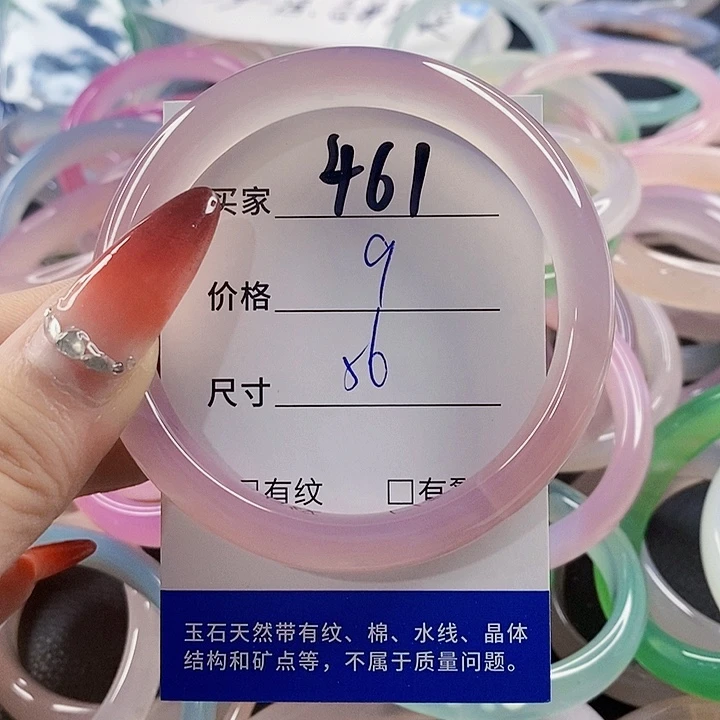 买家 461
价格 9
尺寸 56
有纹 □有
玉石天然带有纹、棉、水线、晶体
结构和矿点等，不属于质量问题。